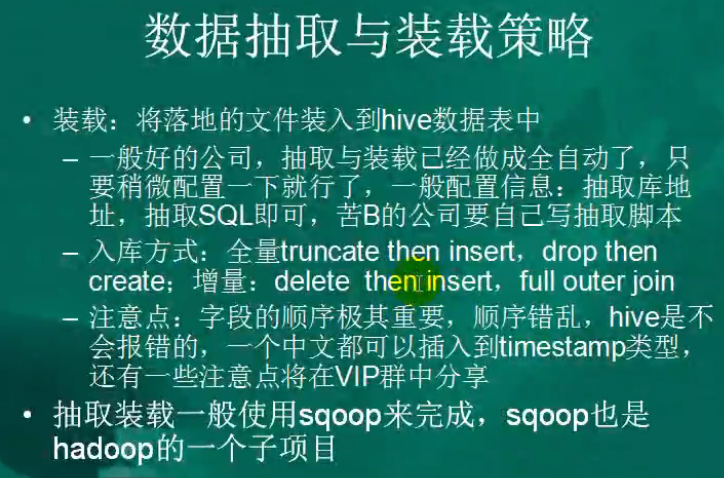 数据抽取与装载策略
• 装载：将落地的文件装入到hive数据表中
– 一般好的公司，抽取与装载已经做成全自动了，只
要稍微配置一下就行了，一般配置信息：抽取库地
址，抽取SQL即可，苦B的公司要自己写抽取脚本
– 入库方式：全量truncate then insert，drop then
create；增量：delete then insert，full outer join
– 注意点：字段的顺序极其重要，顺序错乱，hive是不
会报错的，一个中文都可以插入到timestamp类型，
还有一些注意点将在VIP群中分享
• 抽取装载一般使用sqoop来完成，sqoop也是
hadoop的一个子项目